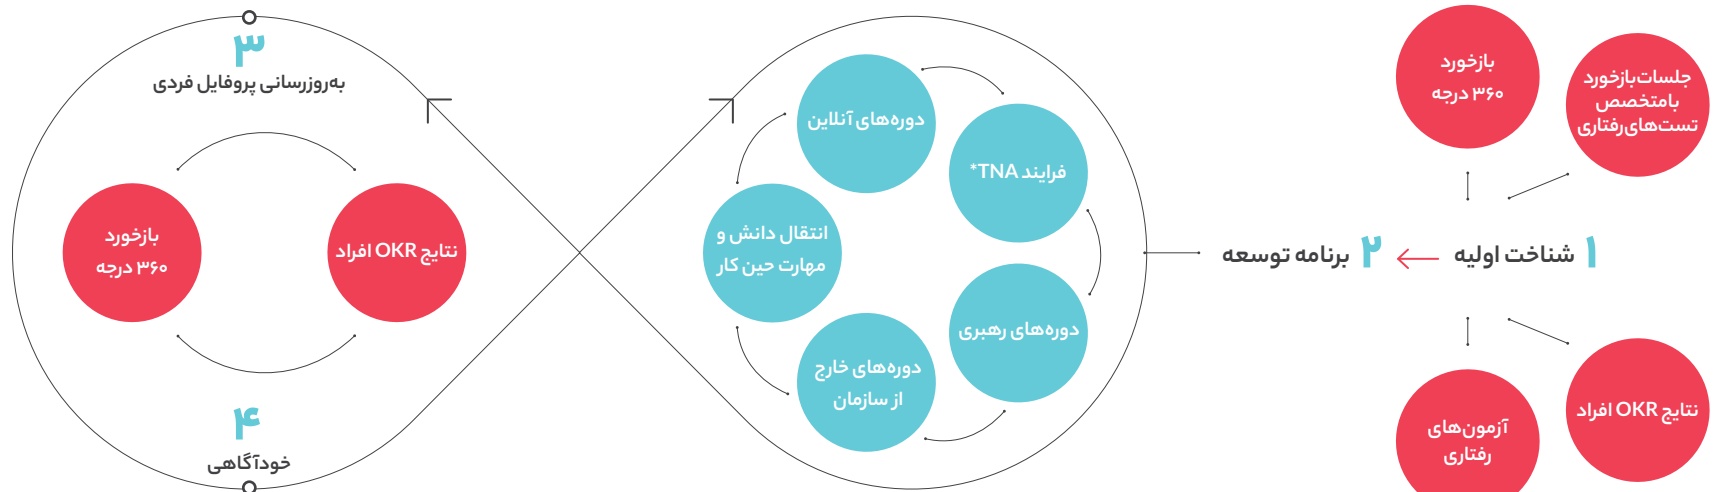 بازخورد
۳۶۰ درجه
جلسات بازخورد
با متخصص
تست‌های رفتاری
۱ شناخت اولیه
۲ برنامه توسعه
نتایج OKR افراد
آزمون‌های
رفتاری
دوره‌های آنلاین
فرایند TNA*
انتقال دانش و
مهارت حین کار
دوره‌های رهبری
دوره‌های خارج
از سازمان
۳
به‌روزرسانی پروفایل فردی
نتایج OKR افراد
بازخورد
۳۶۰ درجه
۴
خودآگاهی